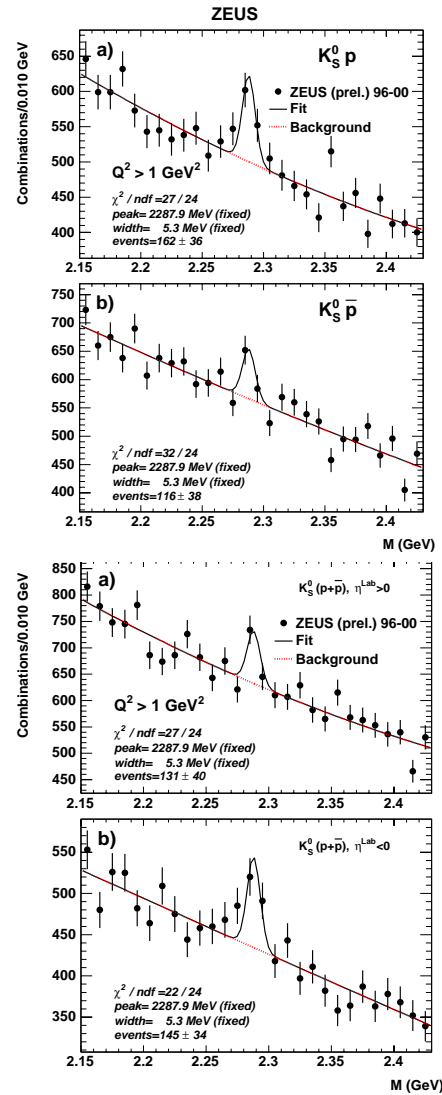 ZEUS
Combinations/0.010 GeV
a)
K⁰S p
650
600
550
500
450
400
ZEUS (prel.) 96-00
Fit
Background
Q² > 1 GeV²
χ² / ndf =27 / 24
peak= 2287.9 MeV (fixed)
width= 5.3 MeV (fixed)
events=162 ± 36
2.15 2.2 2.25 2.3 2.35 2.4
b)
K⁰S p̅
750
700
650
600
550
500
450
400
χ² / ndf =32 / 24
peak= 2287.9 MeV (fixed)
width= 5.3 MeV (fixed)
events=116 ± 38
2.15 2.2 2.25 2.3 2.35 2.4
M (GeV)
Combinations/0.010 GeV
a)
K⁰S (p+p̅), ηLab>0
850
800
750
700
650
600
550
500
450
ZEUS (prel.) 96-00
Fit
Background
Q² > 1 GeV²
χ² / ndf =27 / 24
peak= 2287.9 MeV (fixed)
width= 5.3 MeV (fixed)
events=131 ± 40
2.15 2.2 2.25 2.3 2.35 2.4
b)
K⁰S (p+p̅), ηLab<0
550
500
450
400
350
χ² / ndf =22 / 24
peak= 2287.9 MeV (fixed)
width= 5.3 MeV (fixed)
events=145 ± 34
2.15 2.2 2.25 2.3 2.35 2.4
M (GeV)